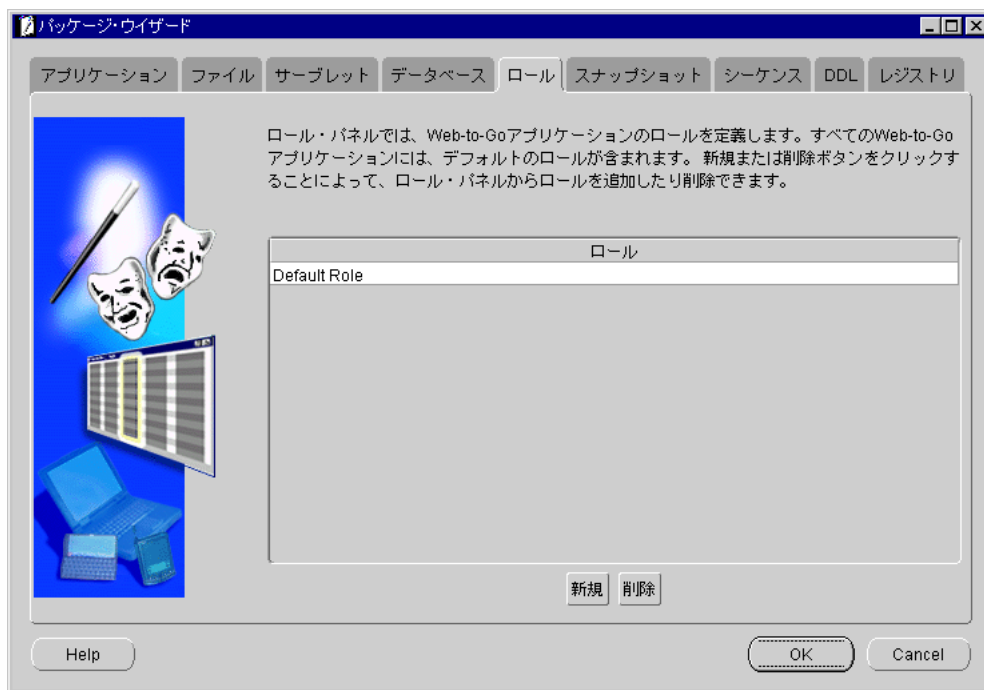 パッケージ・ウィザード
アプリケーション ファイル サーブレット データベース ロール スナップショット シーケンス DDL レジストリ
ロール・パネルでは、Web-to-Goアプリケーションのロールを定義します。すべてのWeb-to-Go
アプリケーションには、デフォルトのロールが含まれます。 新規または削除ボタンをクリックす
ることによって、ロール・パネルからロールを追加したり削除できます。
ロール
Default Role
新規 削除
Help OK Cancel